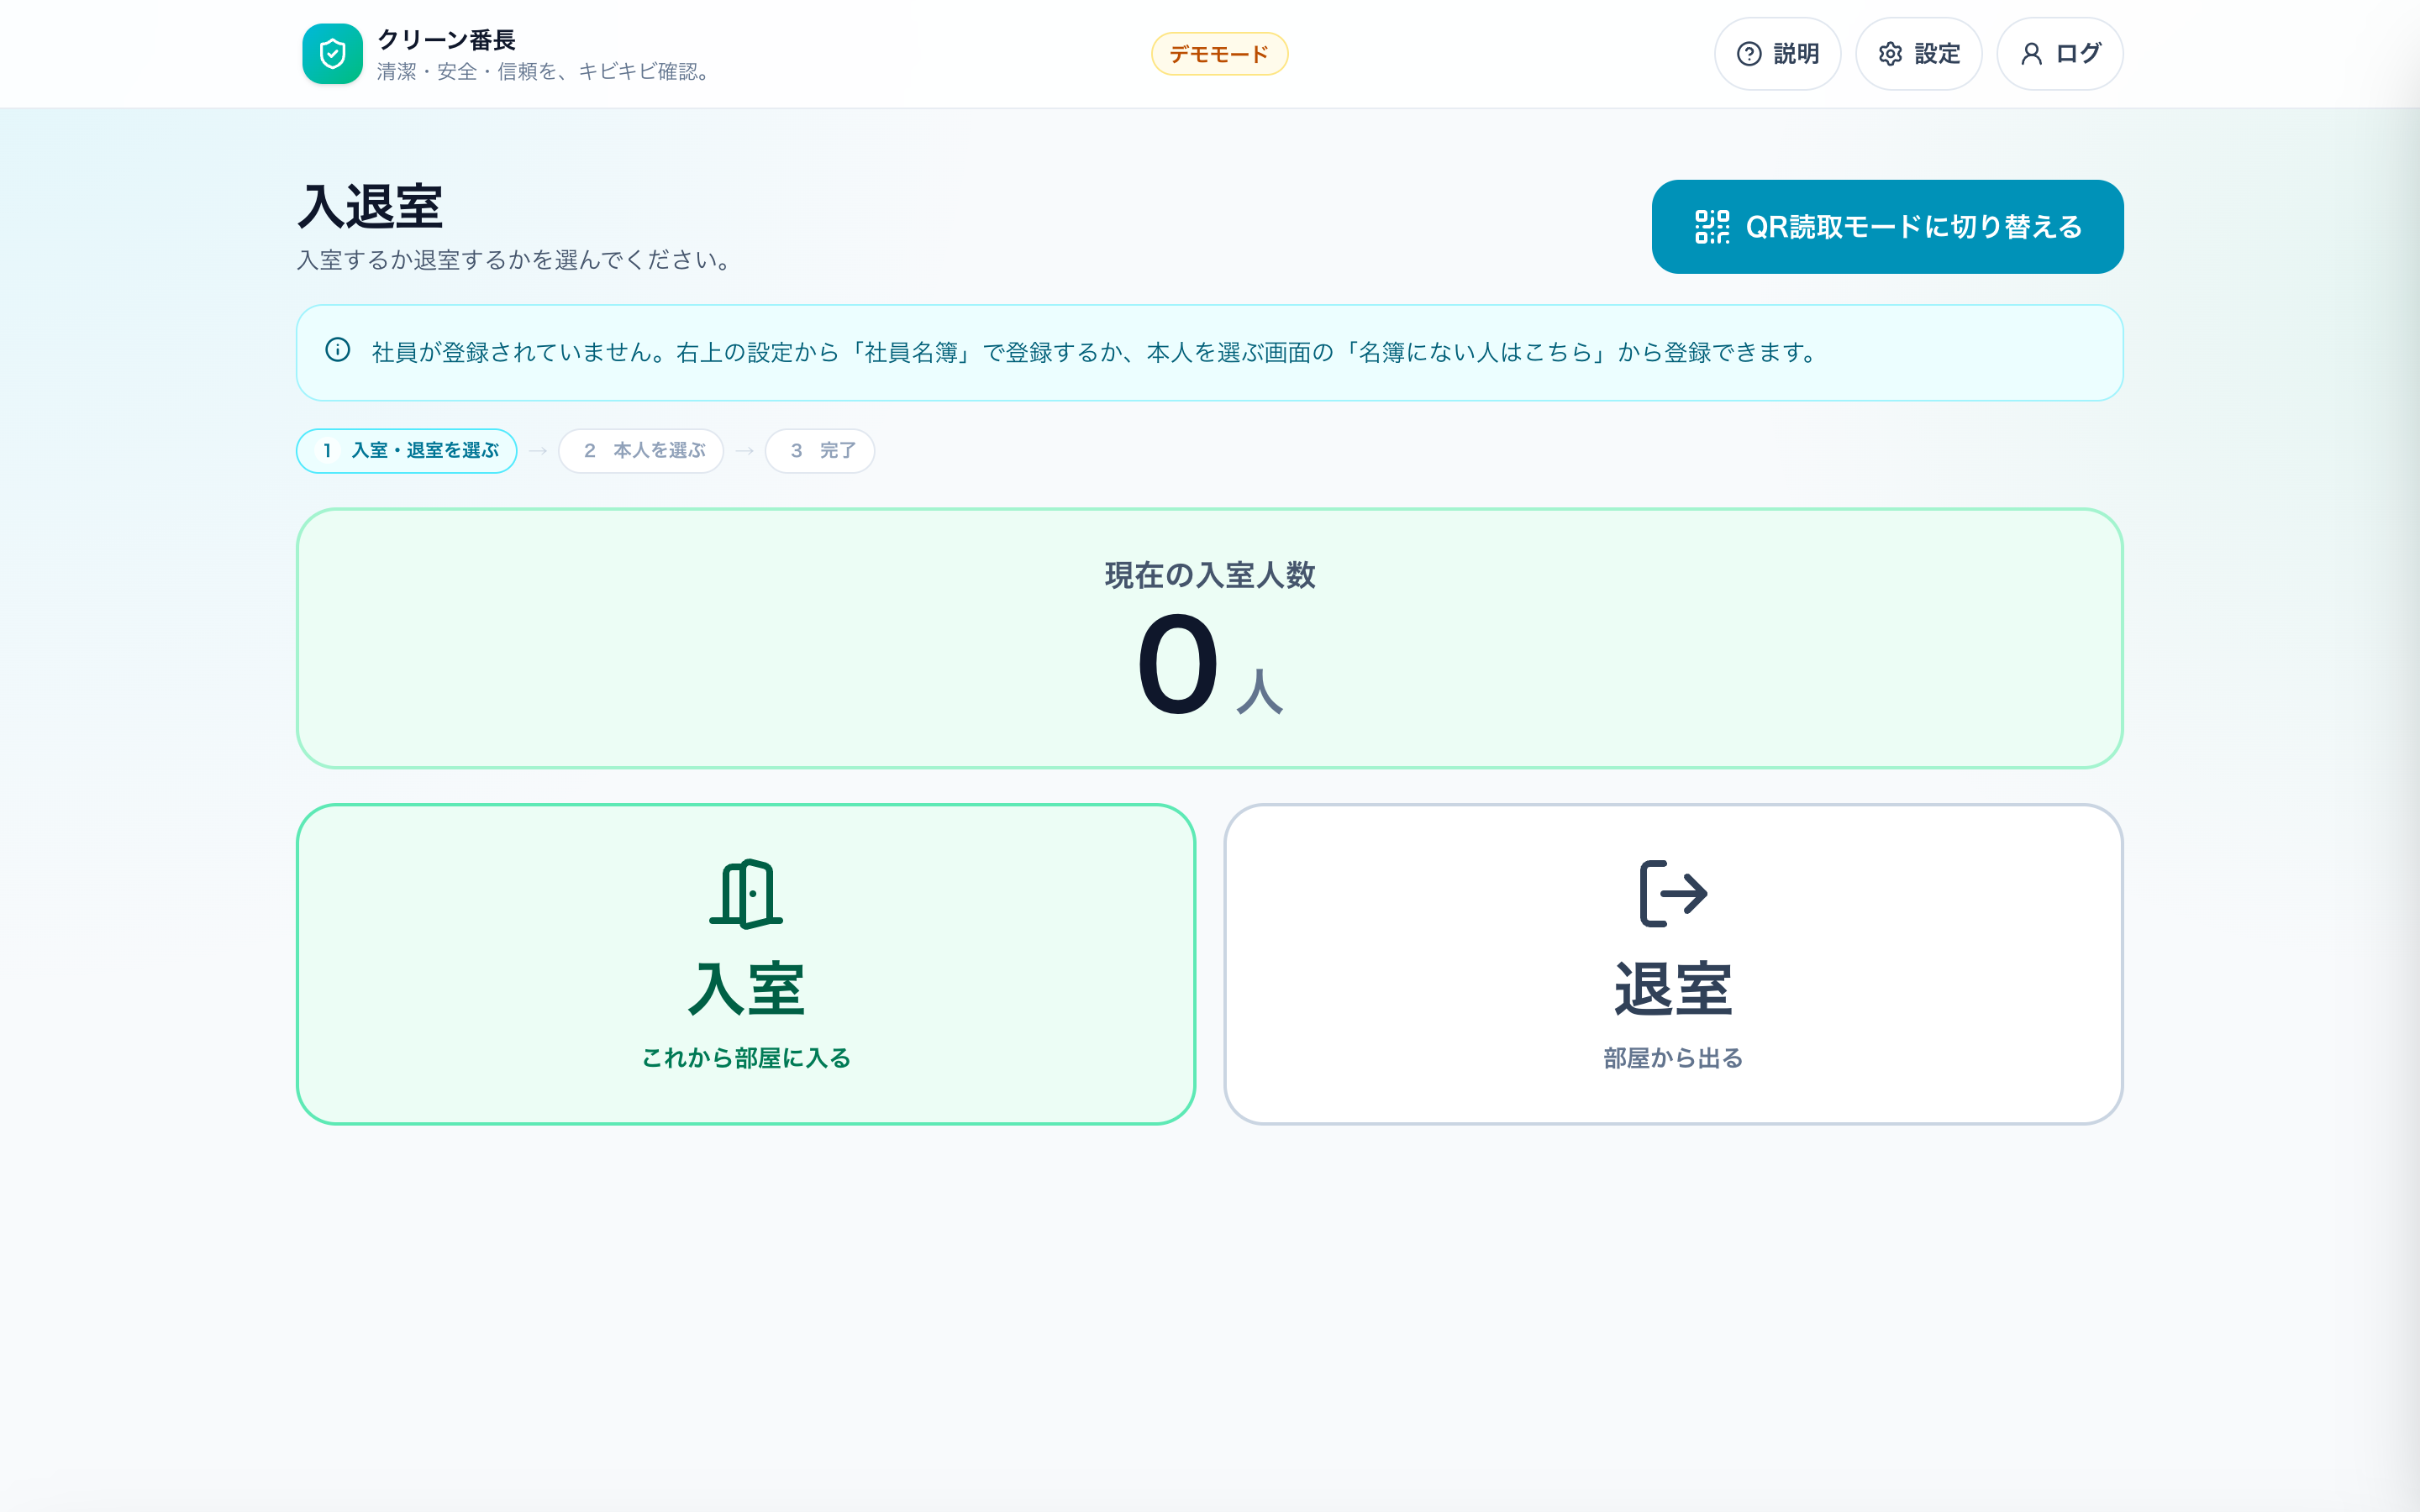 クリーン番長
清潔・安全・信頼を、キビキビ確認。
デモモード
説明
設定
ログ
入退室
入室するか退室するかを選んでください。
QR読取モードに切り替える
社員が登録されていません。右上の設定から「社員名簿」で登録するか、本人を選ぶ画面の「名簿にない人はこちら」から登録できます。
1 入室・退室を選ぶ → 2 本人を選ぶ → 3 完了
現在の入室人数
0 人
入室
これから部屋に入る
退室
部屋から出る